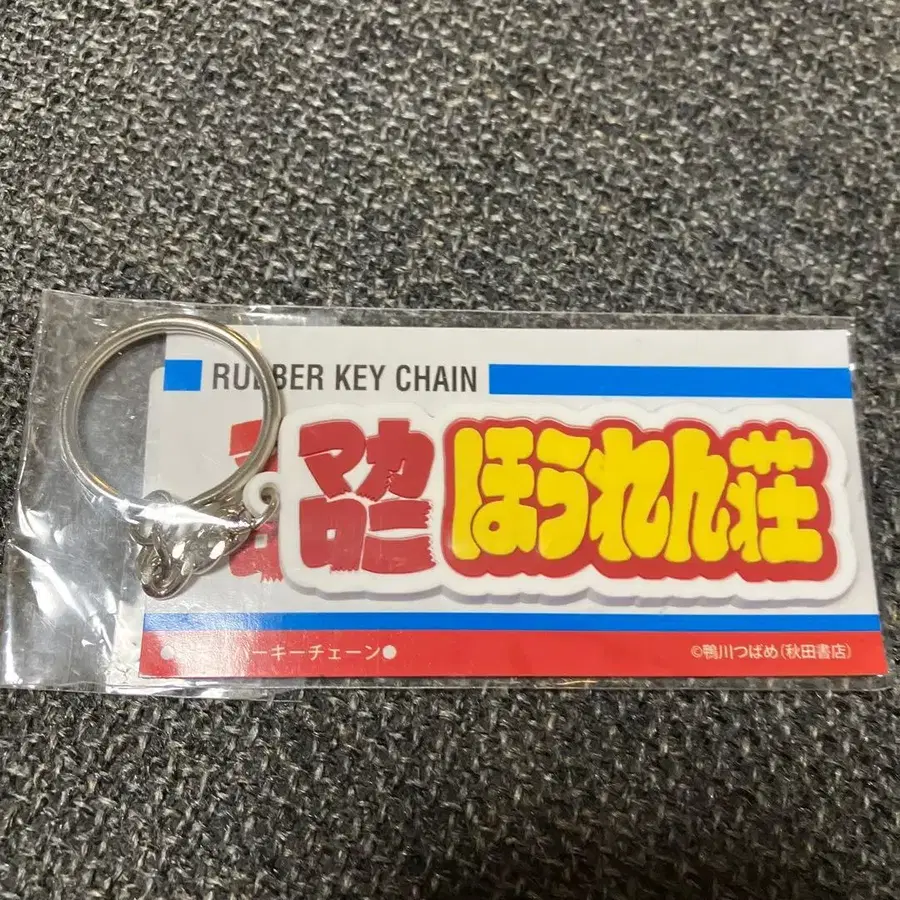 RUBBER KEY CHAIN
マカ
ロニ
ほうれん荘
ーキーチェーン●
©鴨川つばめ(秋田書店)